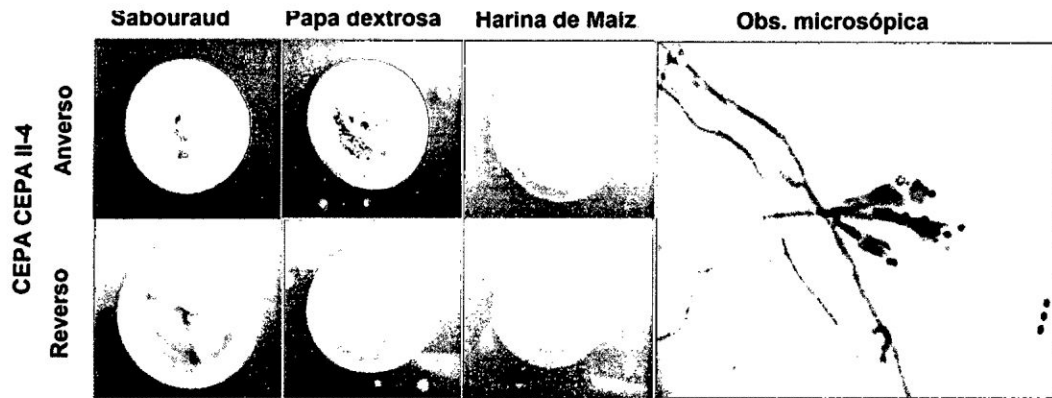 Sabouraud Papa dextrosa Harina de Maiz Obs. microsópica
CEPA CEPA II-4
Anverso
Reverso